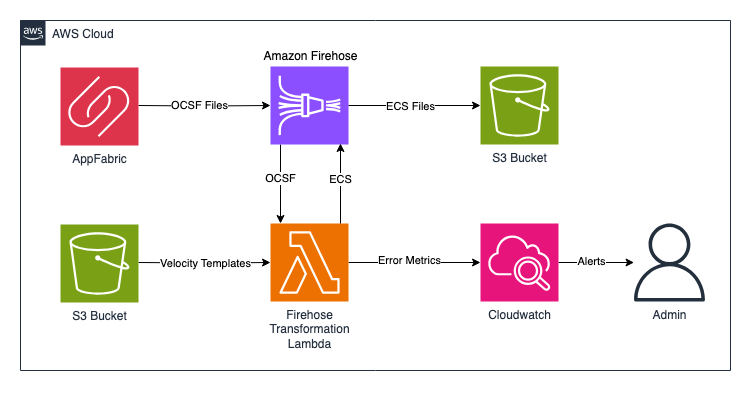 aws
AWS Cloud
Amazon Firehose
OCSF Files
ECS Files
AppFabric
S3 Bucket
OCSF
ECS
Velocity Templates
Error Metrics
Alerts
S3 Bucket
Firehose
Transformation
Lambda
Cloudwatch
Admin